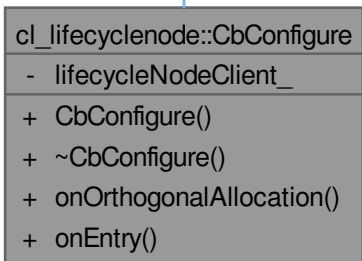 cl_lifecyclenode::CbConfigure
- lifecycleNodeClient_
+ CbConfigure()
+ ~CbConfigure()
+ onOrthogonalAllocation()
+ onEntry()